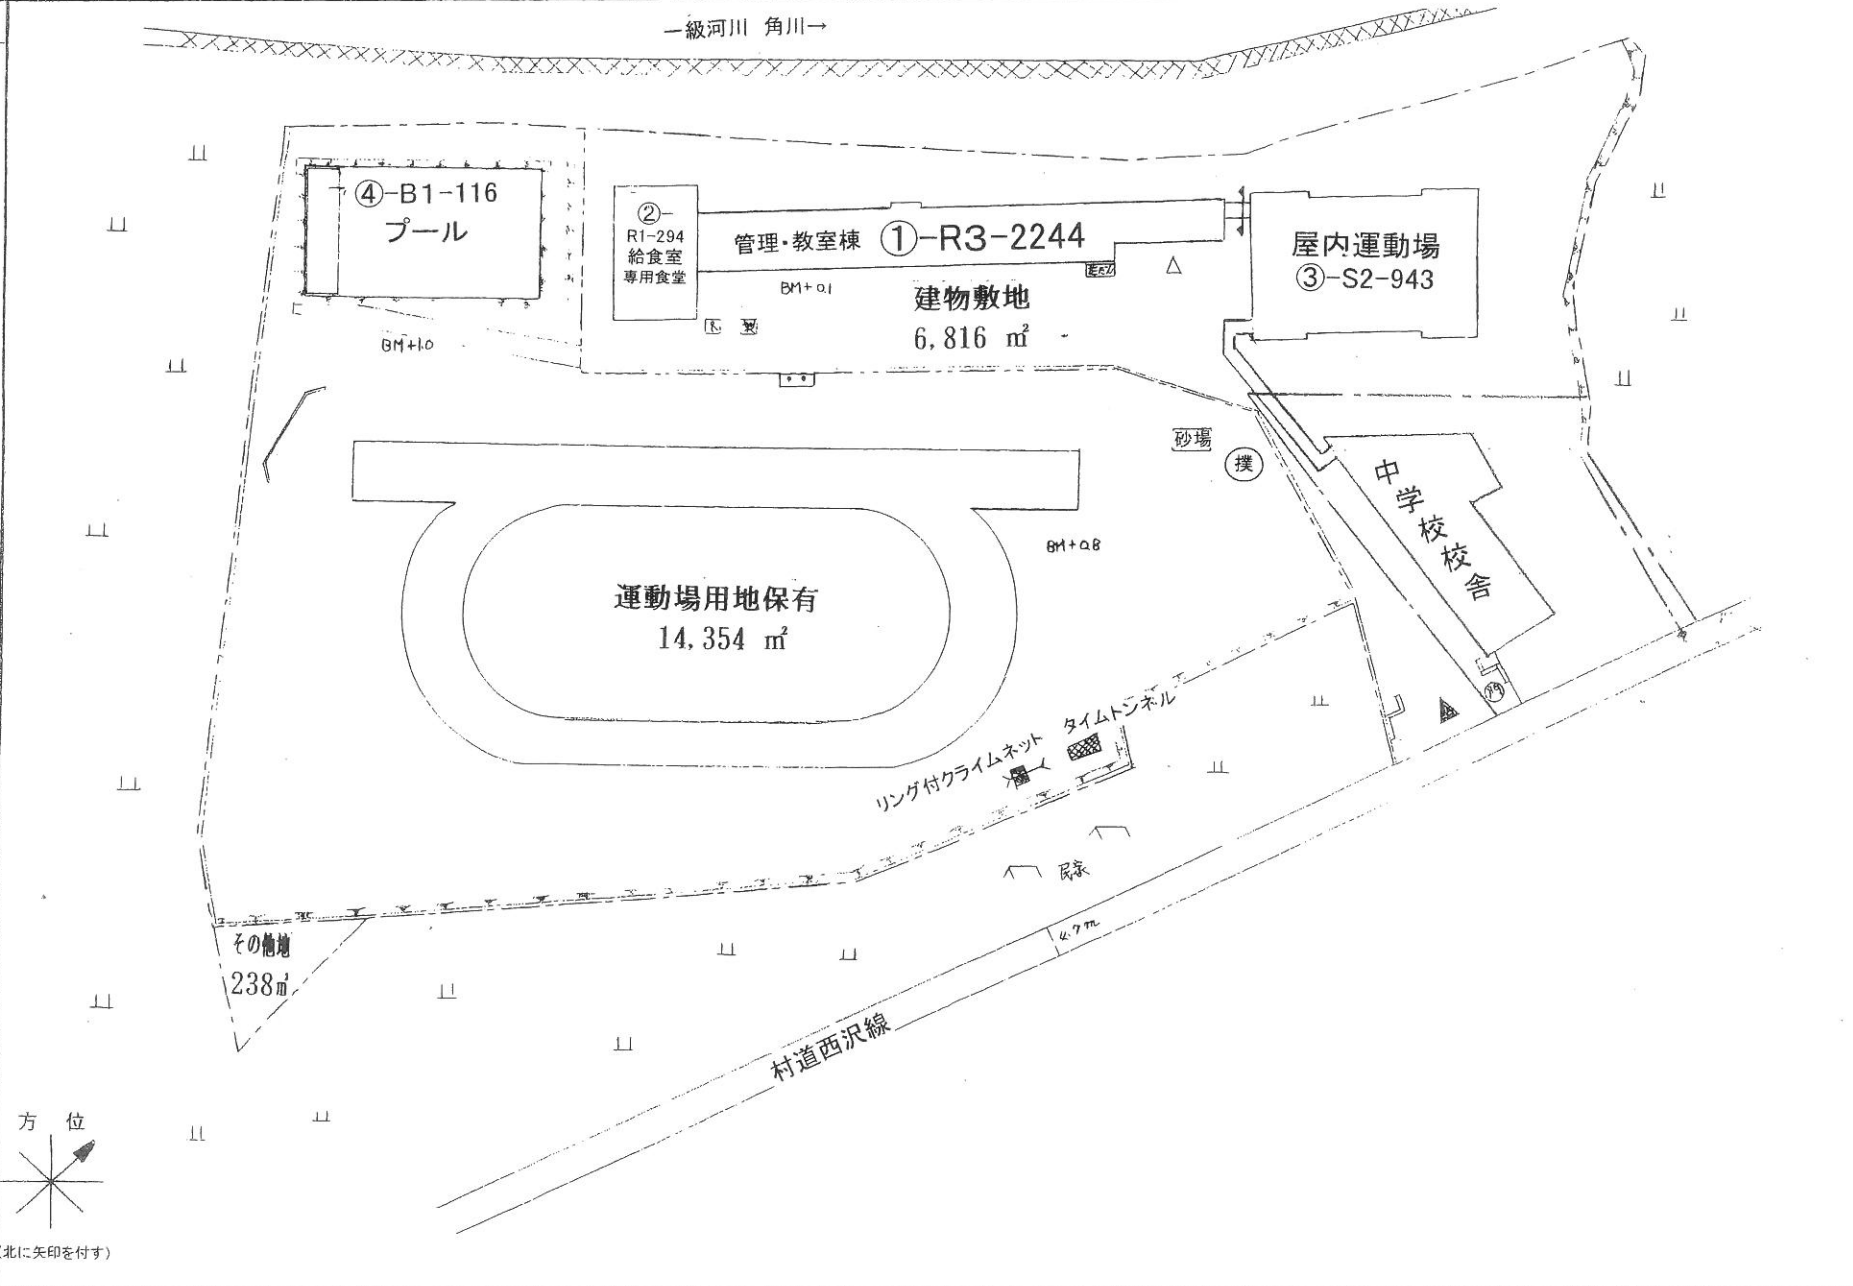 一級河川 角川→
④-B1-116
プール
②-
R1-294
給食室
専用食堂
管理・教室棟 ①-R3-2244
屋内運動場
③-S2-943
BM+0.1
建物敷地
6,816 ㎡
BM+1.0
砂場
撲
中学校校舎
BM+0.8
運動場用地保有
14,354 ㎡
タイムトンネル
リング付クライムネット
民家
4.7m
その他地
238㎡
村道西沢線
方 位
(北に矢印を付す)